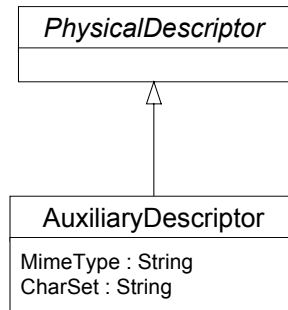 PhysicalDescriptor
AuxiliaryDescriptor
MimeType : String
CharSet : String